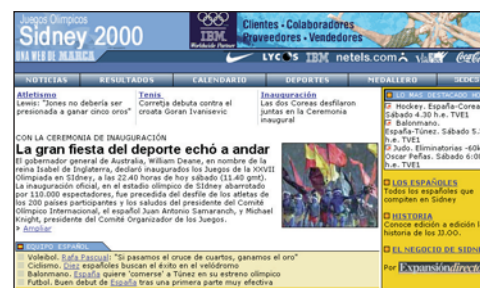 Juegos Olímpicos
Sidney 2000
UNA WEB DE MARCA
IBM
Worldwide Partner
Clientes - Colaboradores
Proveedores - Vendedores
LYCOS IBM netels.com
NOTICIAS RESULTADOS CALENDARIO DEPORTES MEDALLERO SEDES
Atletismo
Lewis: "Jones no debería ser
presionada a ganar cinco oros"
Tenis
Corretja debuta contra el
croata Goran Ivanisevic
Inauguración
Las dos Coreas desfilaron
juntas en la Ceremonia
inaugural
CON LA CEREMONIA DE INAUGURACIÓN
La gran fiesta del deporte echó a andar
El gobernador general de Australia, William Deane, en nombre de la
reina Isabel de Inglaterra, declaró inaugurados los Juegos de la XXVII
Olimpiada en Sídney, a las 22.40 horas de hoy sábado (11.40 gmt).
La inauguración oficial, en el estadio olímpico de Sídney abarrotado
por 110.000 espectadores, fue precedida del desfile de los atletas de
los 200 países participantes y los saludos del presidente del Comité
Olímpico Internacional, el español Juan Antonio Samaranch, y Michael
Knight, presidente del Comité Organizador de los Juegos.
> Ampliar
EQUIPO ESPAÑOL
Voleibol. Rafa Pascual: "Si pasamos el cruce de cuartos, ganamos el oro"
Ciclismo. Diez españoles buscan el éxito en el velódromo
Balonmano. España quiere 'comerse' a Túnez en su estreno olímpico
Futbol. Buen debut de España tras una primera parte muy efectiva
LO MAS DESTACADO
Hockey. España-Corea
Sábado 4.30 h.e. TVE1
Balonmano.
España-Túnez. Sábado 5.
h.e. TVE1
Judo. Eliminatorias -60k
Oscar Peñas. Sábado 6:0
h.e. TVE1
LOS ESPAÑOLES
Todos los españoles que
compiten en Sidney
HISTORIA
Conoce edición a edición l
historia de los JJ.OO.
EL NEGOCIO DE SIDN
Por Expansióndirecto